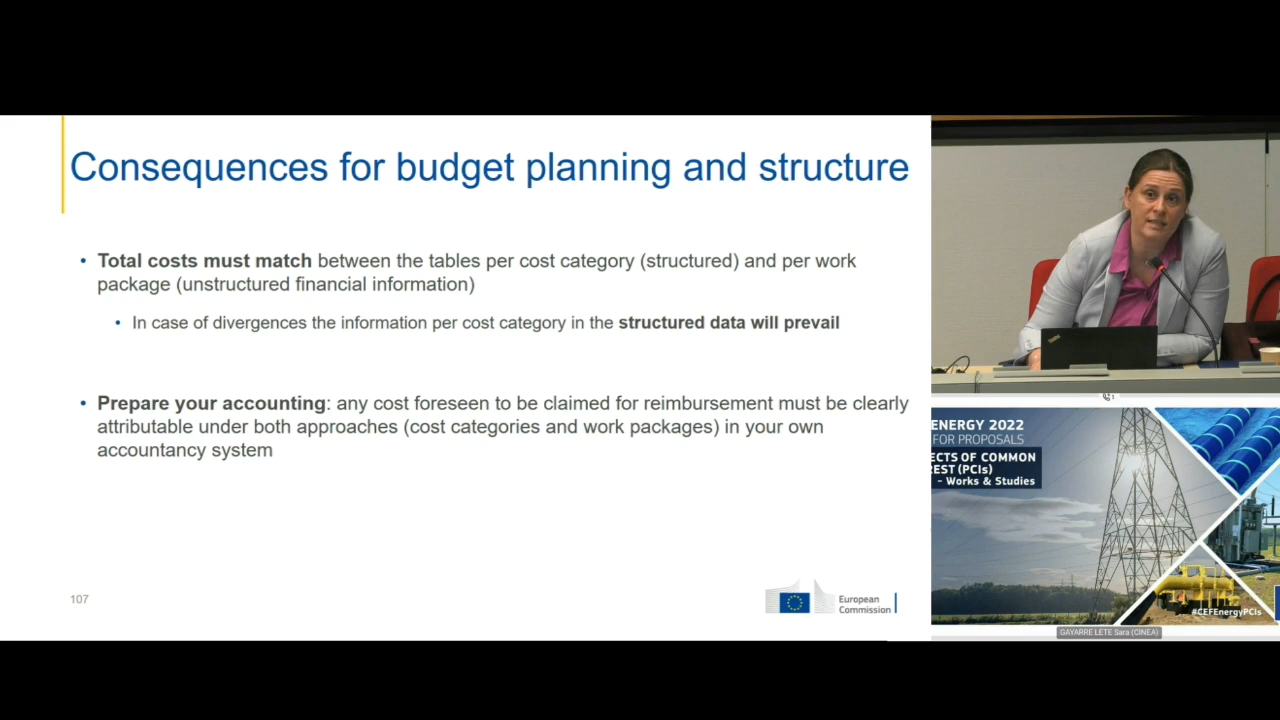 Consequences for budget planning and structure
• Total costs must match between the tables per cost category (structured) and per work
package (unstructured financial information)
• In case of divergences the information per cost category in the structured data will prevail
• Prepare your accounting: any cost foreseen to be claimed for reimbursement must be clearly
attributable under both approaches (cost categories and work packages) in your own
accountancy system
107
European
Commission
ENERGY 2022
FOR PROPOSALS
ECTS OF COMMON
REST (PCIs)
- Works & Studies
#CEFEnergyPCIs
GAYARRE LETE Sara (CINEA)